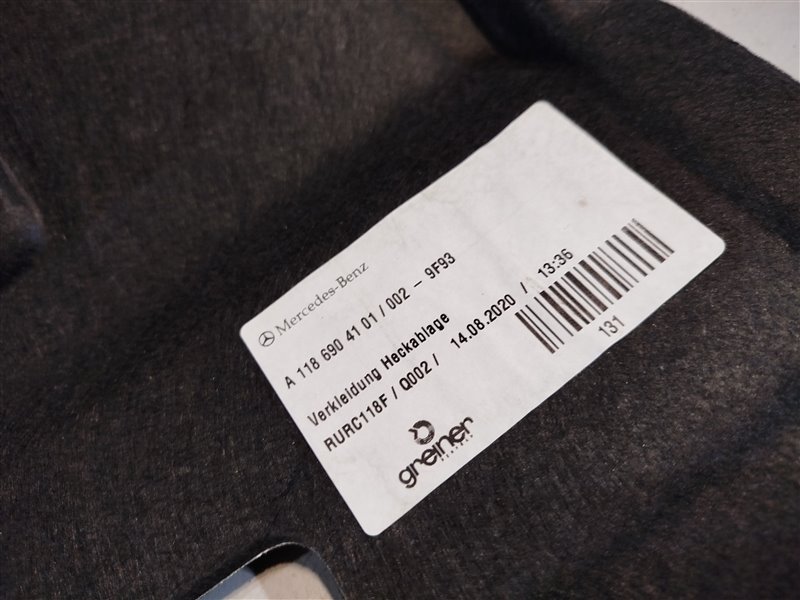 Mercedes-Benz
A 118 690 41 01 / 002 - 9F93
Verkleidung Heckablage
RURC118F / Q002 / 14.08.2020 / 13:36
131
greiner